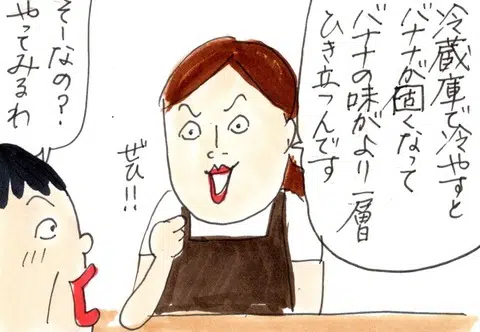 冷蔵庫で冷やすと
バナナが固くなって
バナナの味がより一層
ひき立つんです
ぜひ!!
そーなの?
やってみるわ